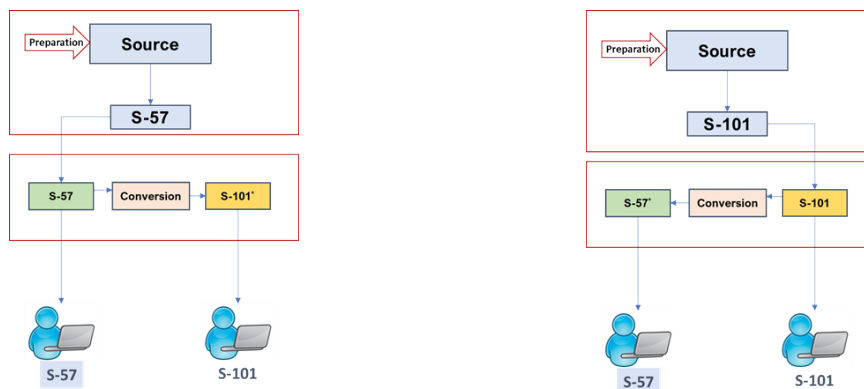 Preparation
Source
S-57
S-57
Conversion
S-101*
S-57
S-101
Preparation
Source
S-101
S-57*
Conversion
S-101
S-57
S-101